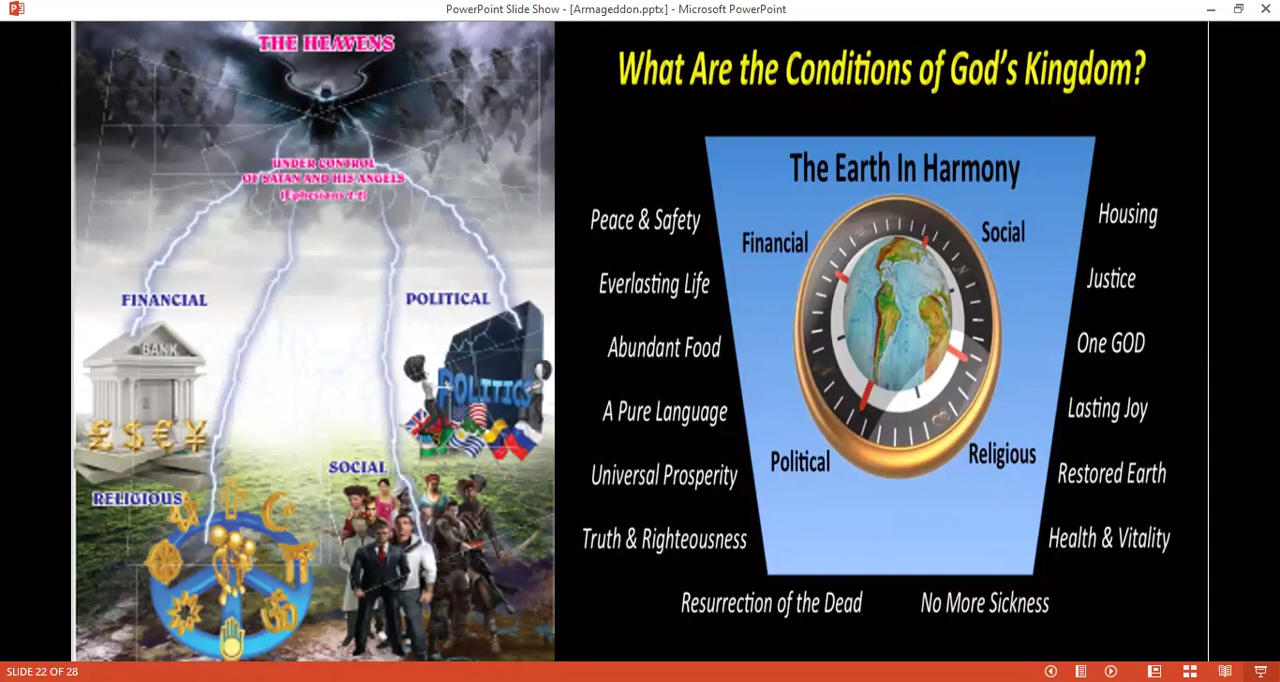 PowerPoint Slide Show - [Armageddon.pptx] - Microsoft PowerPoint
THE HEAVENS
UNDER CONTROL
OF SATAN AND HIS ANGELS
(Ephesians 2:2)
FINANCIAL
POLITICAL
BANK
POLITICS
£ $ € ¥
SOCIAL
RELIGIOUS
What Are the Conditions of God's Kingdom?
The Earth In Harmony
Financial
Social
Political
Religious
Peace & Safety
Everlasting Life
Abundant Food
A Pure Language
Universal Prosperity
Truth & Righteousness
Housing
Justice
One GOD
Lasting Joy
Restored Earth
Health & Vitality
Resurrection of the Dead
No More Sickness
SLIDE 22 OF 28